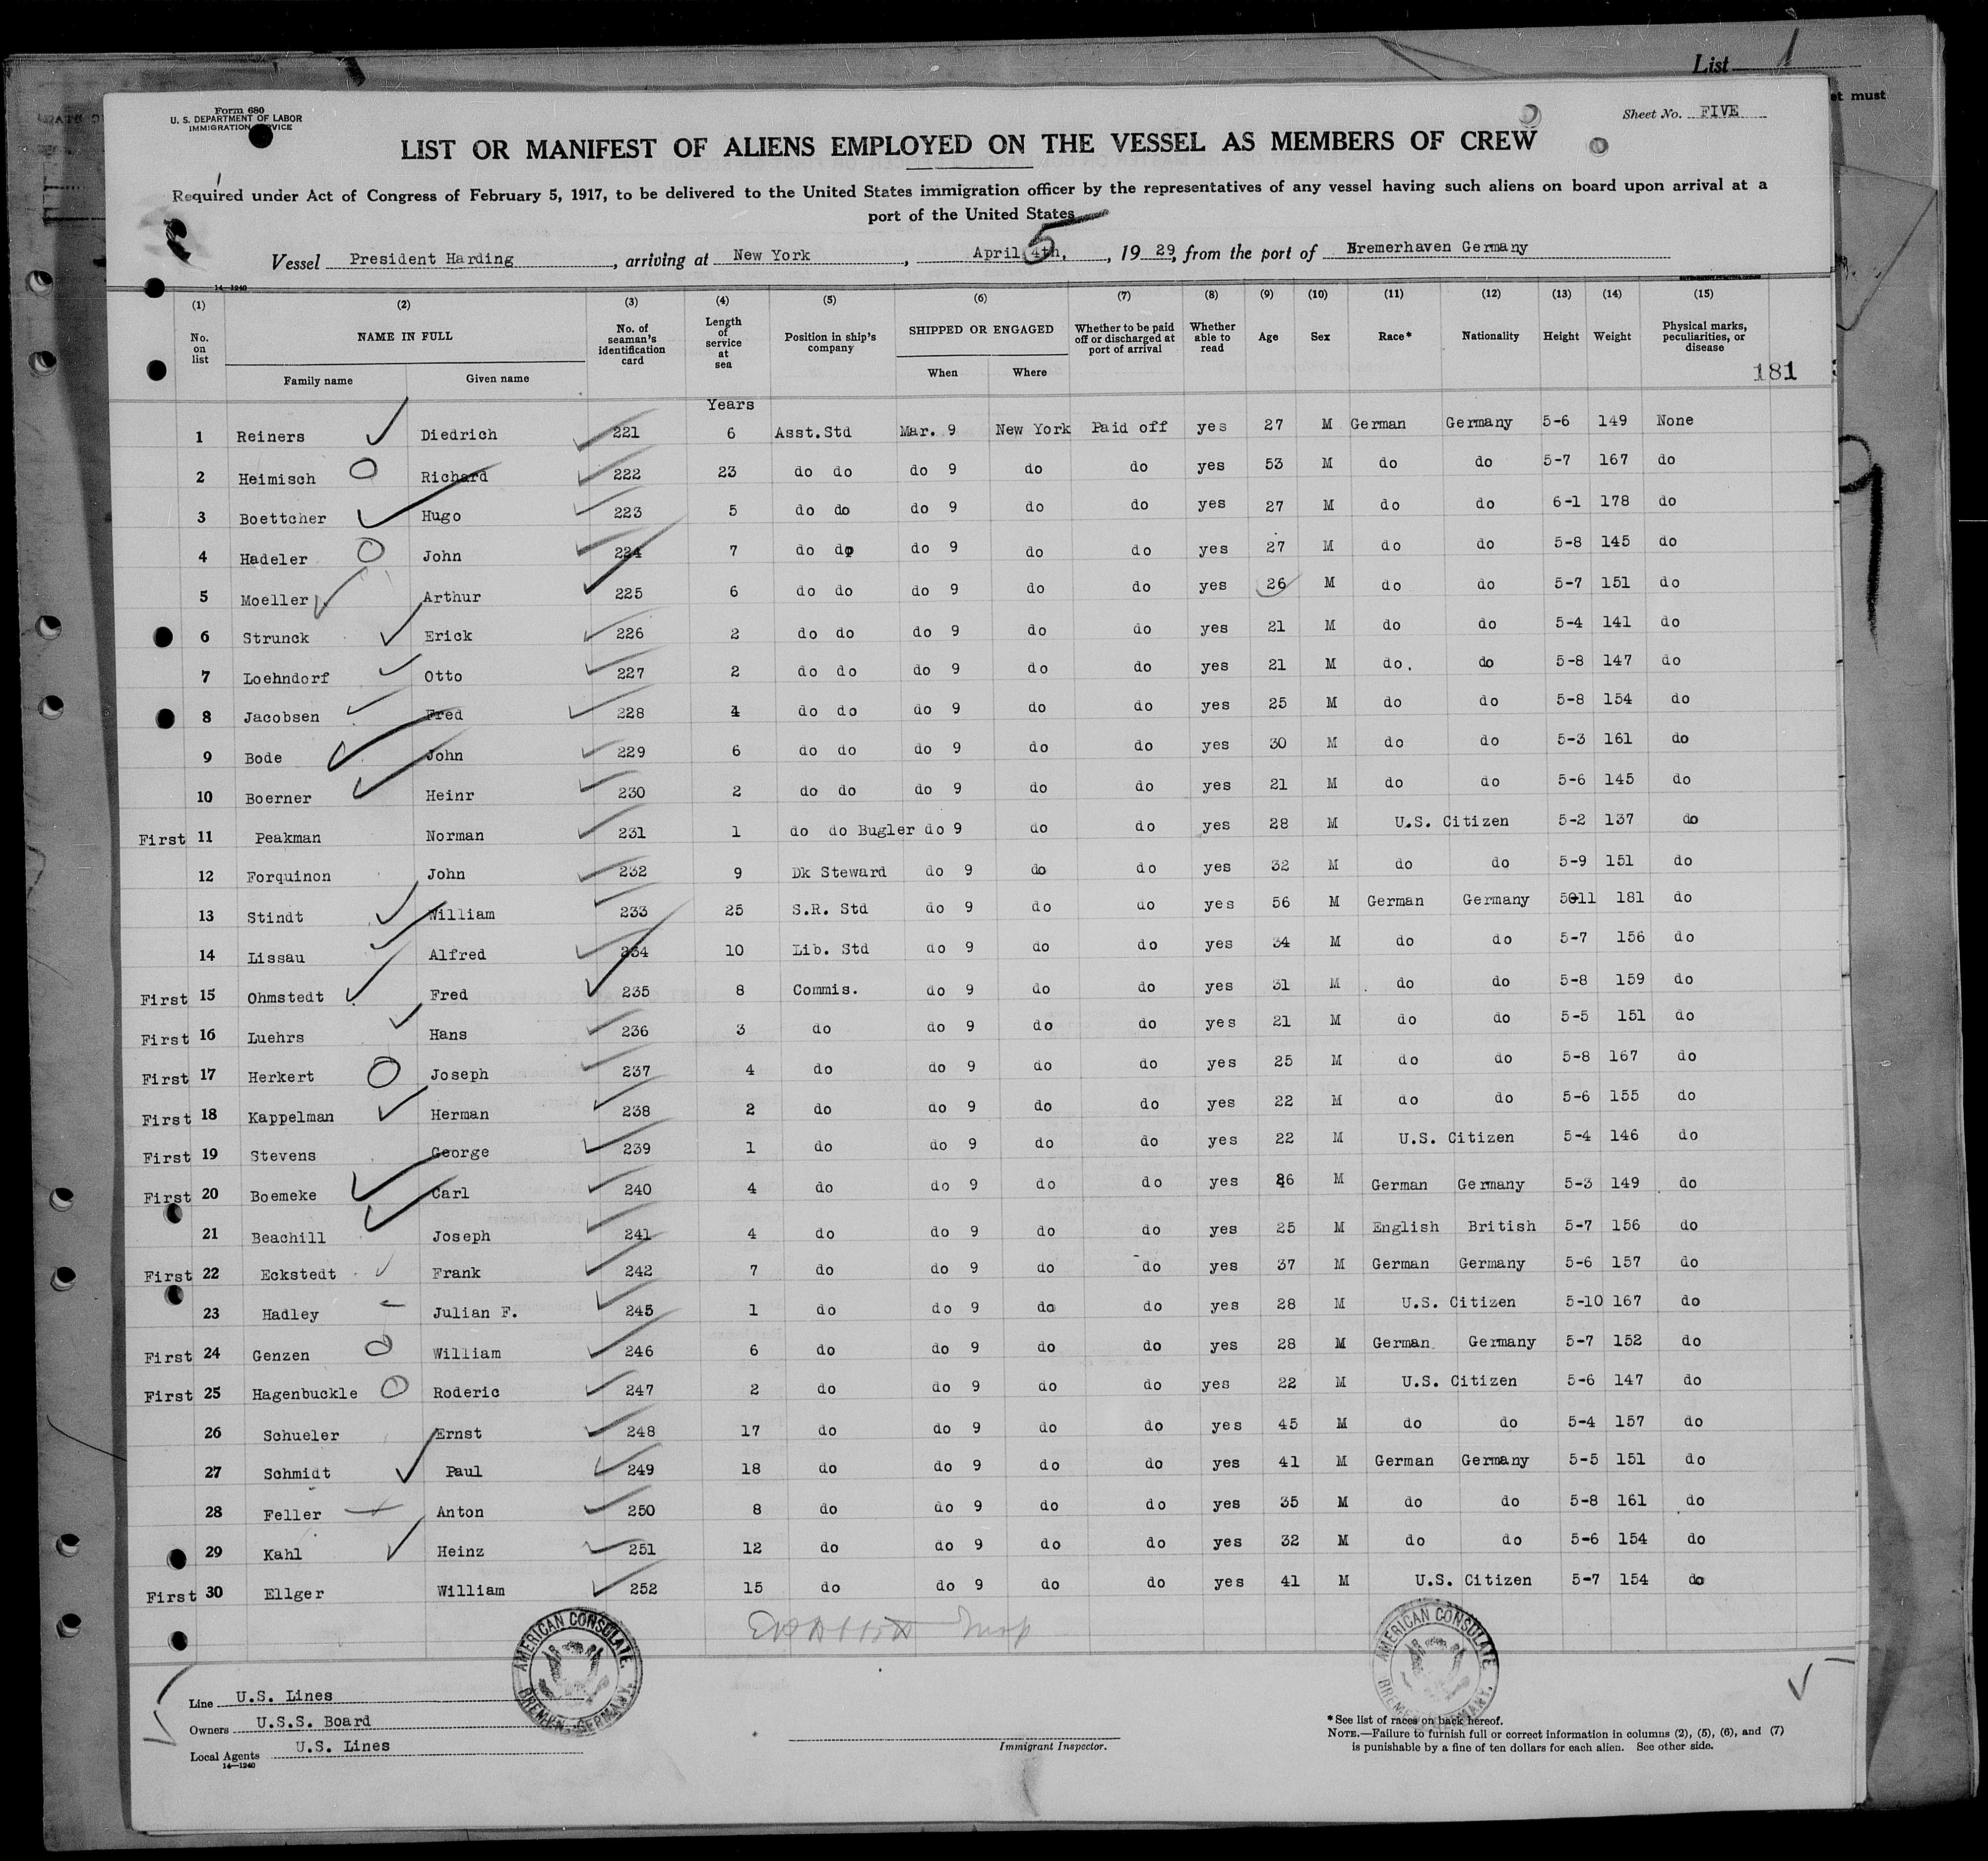 List 1
et must
Form 680
U. S. DEPARTMENT OF LABOR
IMMIGRATION SERVICE
Sheet No. FIVE
LIST OR MANIFEST OF ALIENS EMPLOYED ON THE VESSEL AS MEMBERS OF CREW
Required under Act of Congress of February 5, 1917, to be delivered to the United States immigration officer by the representatives of any vessel having such aliens on board upon arrival at a
port of the United States
Vessel President Harding, arriving at New York, April 4th, 5, 1929, from the port of Bremerhaven Germany
14-1240
(1) (2) (3) (4) (5) (6) (7) (8) (9) (10) (11) (12) (13) (14) (15)
No. on list NAME IN FULL Family name Given name No. of seaman's identification card Length of service at sea Position in ship's company SHIPPED OR ENGAGED When Where Whether to be paid off or discharged at port of arrival Whether able to read Age Sex Race* Nationality Height Weight Physical marks, peculiarities, or disease
181
Years
1 Reiners Diedrich 221 6 Asst.Std Mar. 9 New York Paid off yes 27 M German Germany 5-6 149 None
2 Heimisch Richard 222 23 do do do 9 do do yes 53 M do do 5-7 167 do
3 Boettcher Hugo 223 5 do do do 9 do do yes 27 M do do 6-1 178 do
4 Hadeler John 224 7 do do do 9 do do yes 27 M do do 5-8 145 do
5 Moeller Arthur 225 6 do do do 9 do do yes 26 M do do 5-7 151 do
6 Strunck Erick 226 2 do do do 9 do do yes 21 M do do 5-4 141 do
7 Loehndorf Otto 227 2 do do do 9 do do yes 21 M do. do 5-8 147 do
8 Jacobsen Fred 228 4 do do do 9 do do yes 25 M do do 5-8 154 do
9 Bode John 229 6 do do do 9 do do yes 30 M do do 5-3 161 do
10 Boerner Heinr 230 2 do do do 9 do do yes 21 M do do 5-6 145 do
First 11 Peakman Norman 231 1 do do Bugler do 9 do do yes 28 M U.S. Citizen 5-2 137 do
12 Forquinon John 232 9 Dk Steward do 9 do do yes 32 M do do 5-9 151 do
13 Stindt William 233 25 S.R. Std do 9 do do yes 56 M German Germany 5-11 181 do
14 Lissau Alfred 234 10 Lib. Std do 9 do do yes 34 M do do 5-7 156 do
First 15 Ohmstedt Fred 235 8 Commis. do 9 do do yes 31 M do do 5-8 159 do
First 16 Luehrs Hans 236 3 do do 9 do do yes 21 M do do 5-5 151 do
First 17 Herkert Joseph 237 4 do do 9 do do yes 25 M do do 5-8 167 do
First 18 Kappelman Herman 238 2 do do 9 do do yes 22 M do do 5-6 155 do
First 19 Stevens George 239 1 do do 9 do do yes 22 M U.S. Citizen 5-4 146 do
First 20 Boemeke Carl 240 4 do do 9 do do yes 26 M German Germany 5-3 149 do
21 Beachill Joseph 241 4 do do 9 do do yes 25 M English British 5-7 156 do
First 22 Eckstedt Frank 242 7 do do 9 do do yes 37 M German Germany 5-6 157 do
23 Hadley Julian F. 245 1 do do 9 do do yes 28 M U.S. Citizen 5-10 167 do
First 24 Genzen William 246 6 do do 9 do do yes 28 M German Germany 5-7 152 do
First 25 Hagenbuckle Roderic 247 2 do do 9 do do yes 22 M U.S. Citizen 5-6 147 do
26 Schueler Ernst 248 17 do do 9 do do yes 45 M do do 5-4 157 do
27 Schmidt Paul 249 18 do do 9 do do yes 41 M German Germany 5-5 151 do
28 Feller Anton 250 8 do do 9 do do yes 35 M do do 5-8 161 do
29 Kahl Heinz 251 12 do do 9 do do yes 32 M do do 5-6 154 do
First 30 Ellger William 252 15 do do 9 do do yes 41 M U.S. Citizen 5-7 154 do
AMERICAN CONSULATE. BREMEN, GERMANY.
AMERICAN CONSULATE. BREMEN, GERMANY.
Line U.S. Lines
Owners U.S.S. Board
Local Agents U.S. Lines
14-1240
Immigrant Inspector.
*See list of races on back hereof.
NOTE.—Failure to furnish full or correct information in columns (2), (5), (6), and (7)
is punishable by a fine of ten dollars for each alien. See other side.